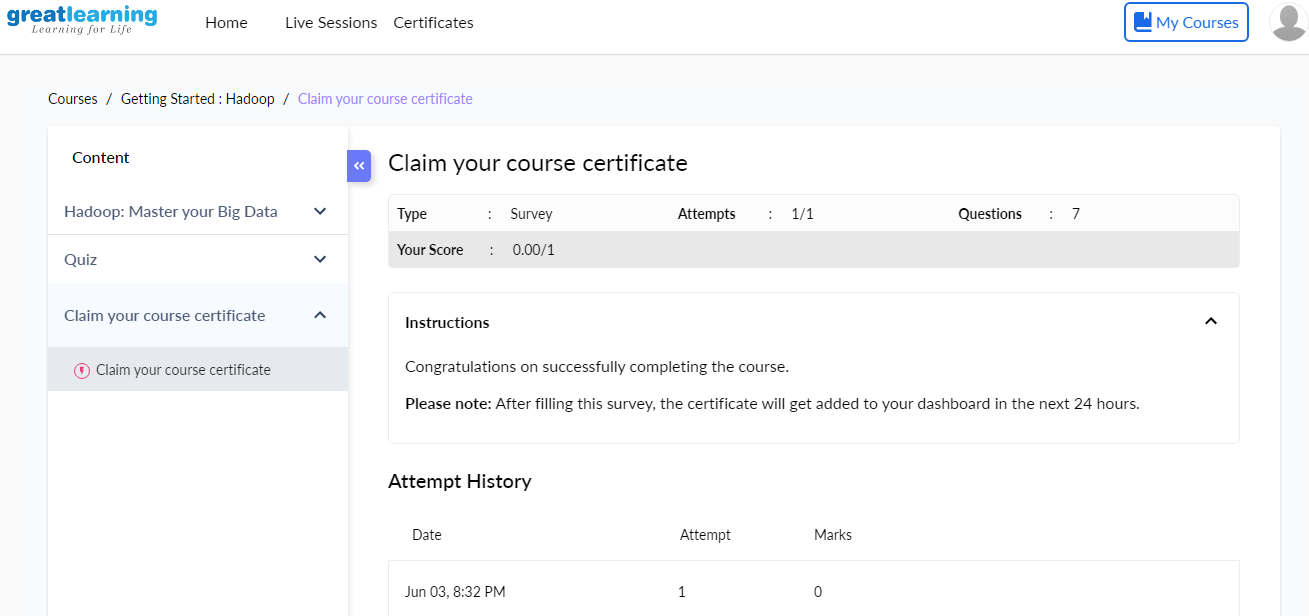 greatlearning
Learning for Life
Home Live Sessions Certificates My Courses
Courses / Getting Started : Hadoop / Claim your course certificate
Content
Hadoop: Master your Big Data
Quiz
Claim your course certificate
Claim your course certificate
«
Claim your course certificate
Type : Survey Attempts : 1/1 Questions : 7
Your Score : 0.00/1
Instructions
Congratulations on successfully completing the course.
Please note: After filling this survey, the certificate will get added to your dashboard in the next 24 hours.
Attempt History
Date Attempt Marks
Jun 03, 8:32 PM 1 0